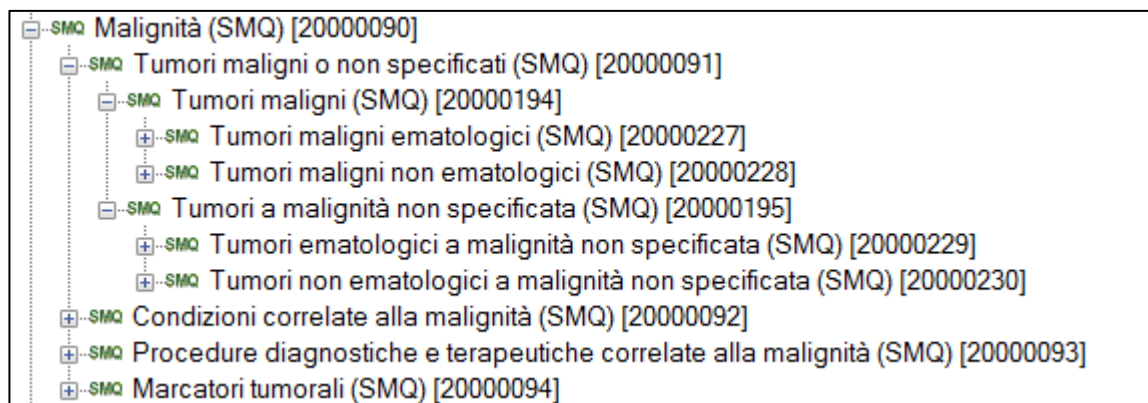 SMQ Malignità (SMQ) [20000090]
SMQ Tumori maligni o non specificati (SMQ) [20000091]
SMQ Tumori maligni (SMQ) [20000194]
SMQ Tumori maligni ematologici (SMQ) [20000227]
SMQ Tumori maligni non ematologici (SMQ) [20000228]
SMQ Tumori a malignità non specificata (SMQ) [20000195]
SMQ Tumori ematologici a malignità non specificata (SMQ) [20000229]
SMQ Tumori non ematologici a malignità non specificata (SMQ) [20000230]
SMQ Condizioni correlate alla malignità (SMQ) [20000092]
SMQ Procedure diagnostiche e terapeutiche correlate alla malignità (SMQ) [20000093]
SMQ Marcatori tumorali (SMQ) [20000094]